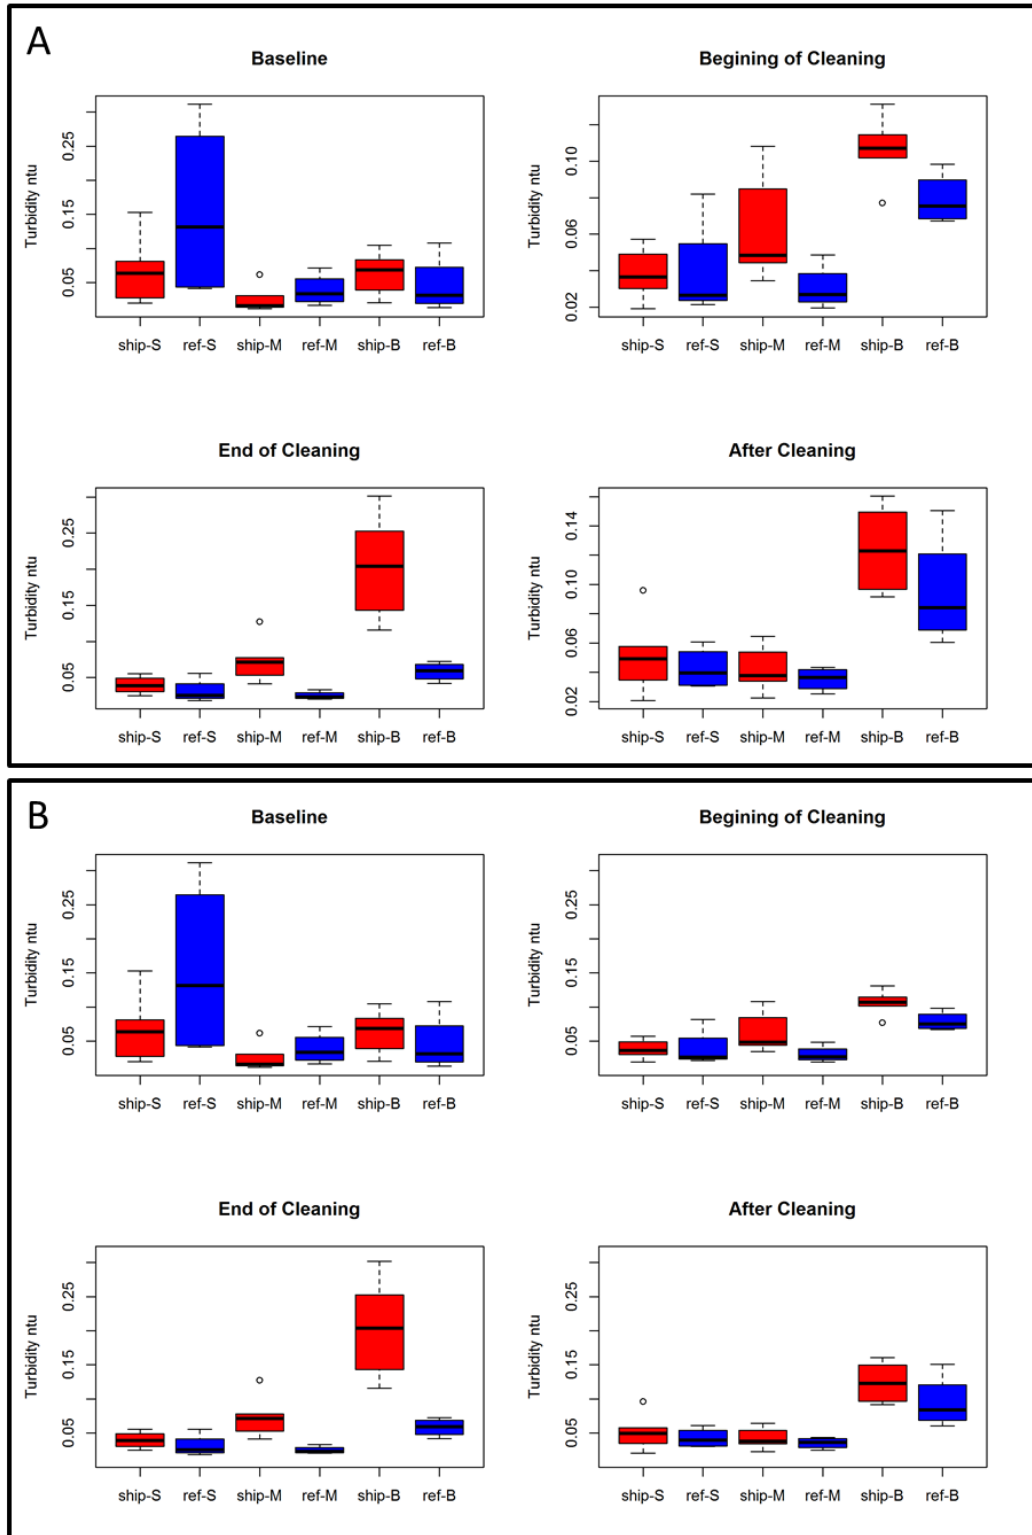 A
Baseline
Begining of Cleaning
Turbidity ntu
0.05 0.15 0.25
ship-S ref-S ship-M ref-M ship-B ref-B
Turbidity ntu
0.02 0.06 0.10
ship-S ref-S ship-M ref-M ship-B ref-B
End of Cleaning
After Cleaning
Turbidity ntu
0.05 0.15 0.25
ship-S ref-S ship-M ref-M ship-B ref-B
Turbidity ntu
0.02 0.06 0.10 0.14
ship-S ref-S ship-M ref-M ship-B ref-B
B
Baseline
Begining of Cleaning
Turbidity ntu
0.05 0.15 0.25
ship-S ref-S ship-M ref-M ship-B ref-B
Turbidity ntu
0.05 0.15 0.25
ship-S ref-S ship-M ref-M ship-B ref-B
End of Cleaning
After Cleaning
Turbidity ntu
0.05 0.15 0.25
ship-S ref-S ship-M ref-M ship-B ref-B
Turbidity ntu
0.05 0.15 0.25
ship-S ref-S ship-M ref-M ship-B ref-B